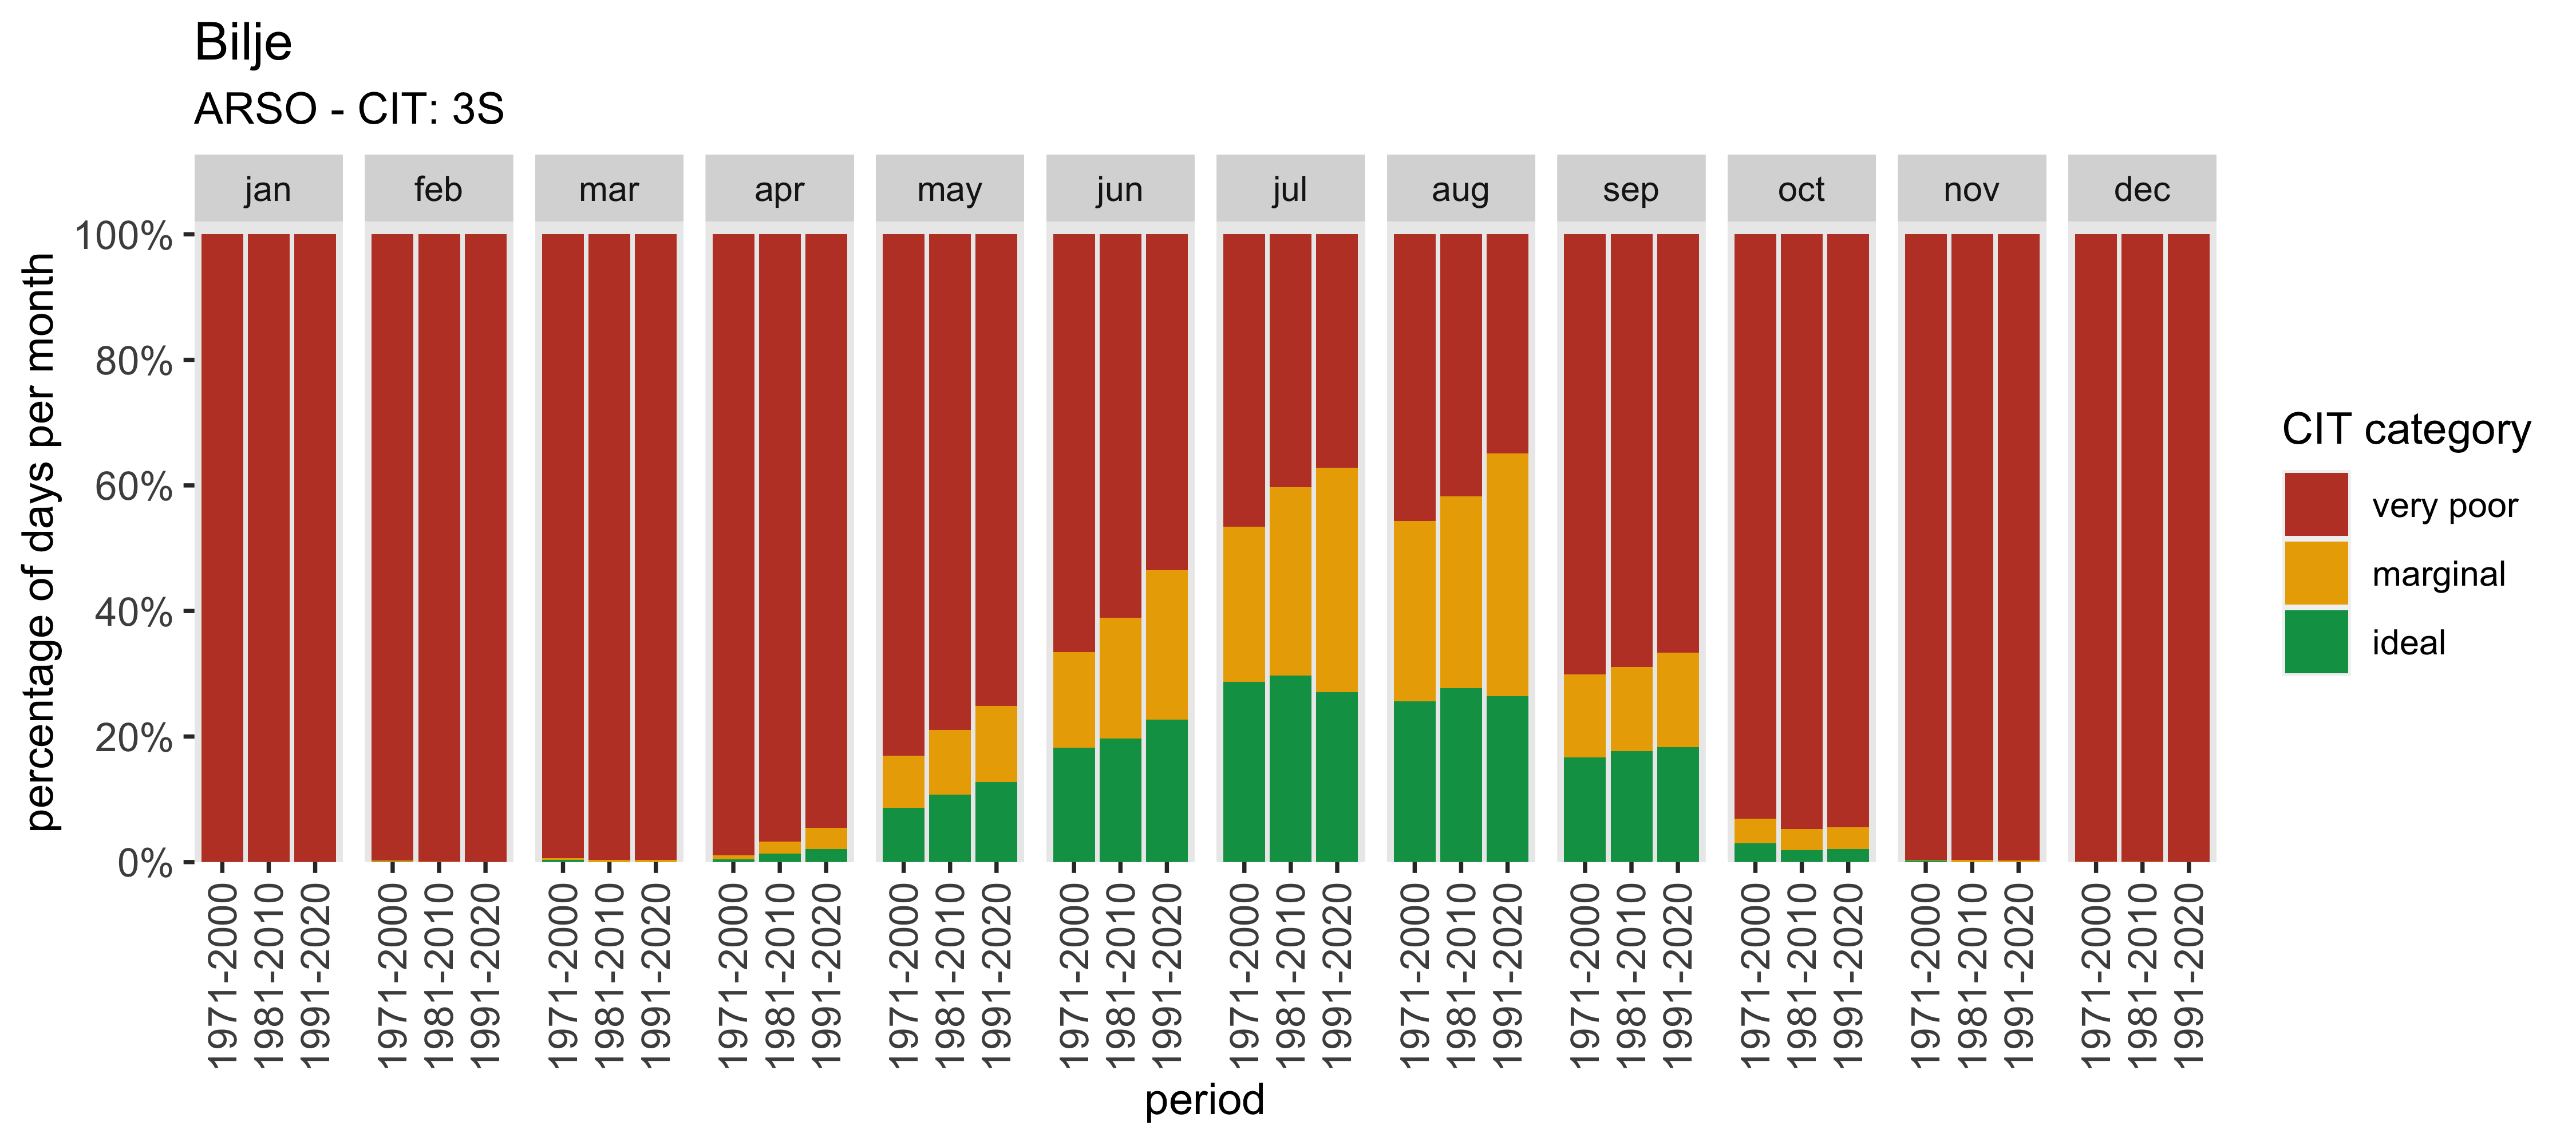 Bilje
ARSO - CIT: 3S
jan feb mar apr may jun jul aug sep oct nov dec
percentage of days per month
100%
80%
60%
40%
20%
0%
1971-2000 1981-2010 1991-2020 1971-2000 1981-2010 1991-2020 1971-2000 1981-2010 1991-2020 1971-2000 1981-2010 1991-2020 1971-2000 1981-2010 1991-2020 1971-2000 1981-2010 1991-2020 1971-2000 1981-2010 1991-2020 1971-2000 1981-2010 1991-2020 1971-2000 1981-2010 1991-2020 1971-2000 1981-2010 1991-2020 1971-2000 1981-2010 1991-2020 1971-2000 1981-2010 1991-2020
period
CIT category
very poor
marginal
ideal